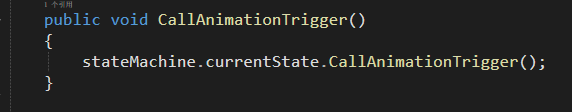 1 个引用
public void CallAnimationTrigger()
{
    stateMachine.currentState.CallAnimationTrigger();
}